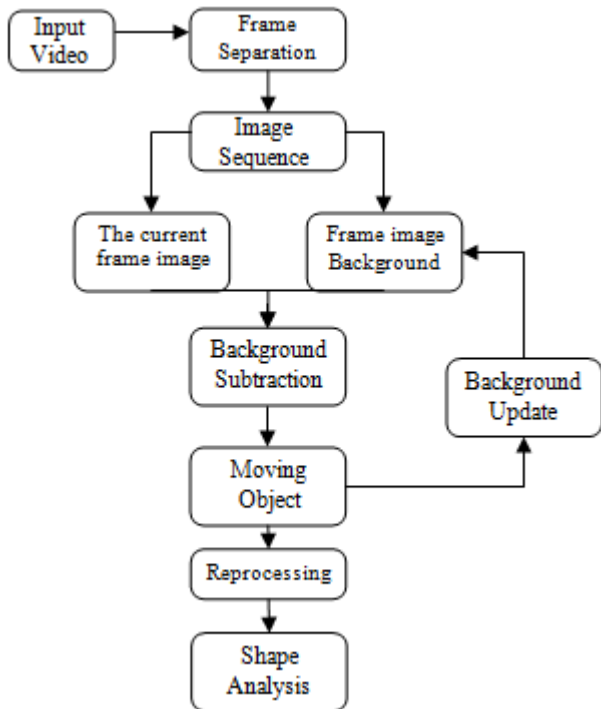 Input
Video
Frame
Separation
Image
Sequence
The current
frame image
Frame image
Background
Background
Subtraction
Background
Update
Moving
Object
Reprocessing
Shape
Analysis